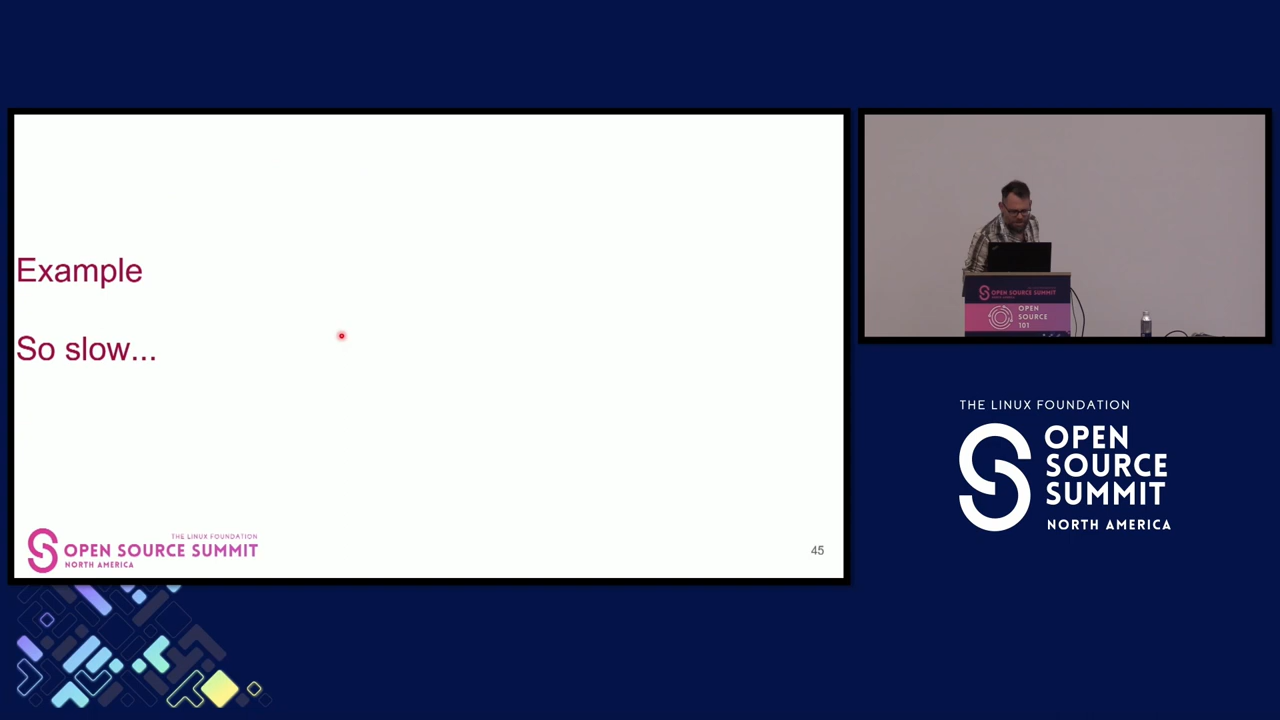 Example
So slow...
THE LINUX FOUNDATION
OPEN SOURCE SUMMIT
NORTH AMERICA
45
OPEN SOURCE SUMMIT
OPEN
SOURCE
101
THE LINUX FOUNDATION
OPEN
SOURCE
SUMMIT
NORTH AMERICA